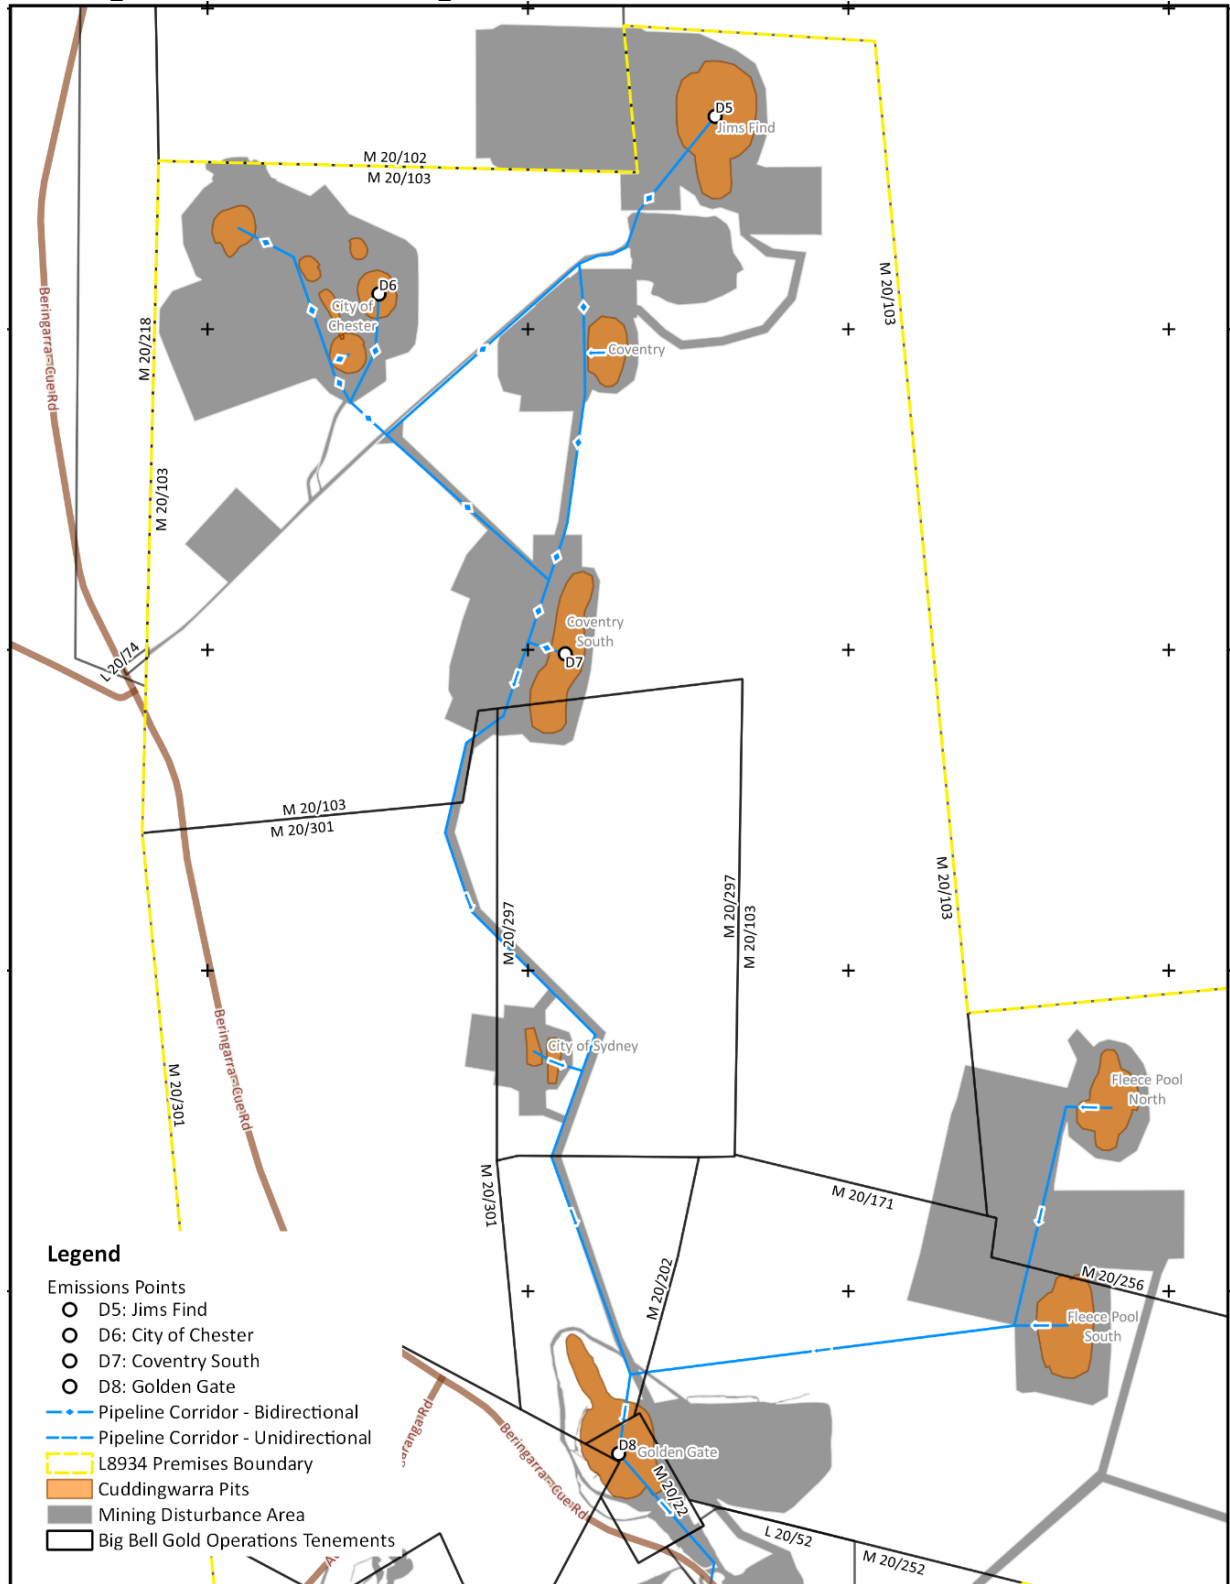 D5
Jims Find
M 20/102
M 20/103
D6
City of
Chester
M 20/103
Beringarra-Cue Rd
M 20/218
Coventry
M 20/103
Coventry
South
D7
L 20/74
M 20/103
M 20/301
M 20/297
M 20/297
M 20/103
M 20/103
Beringarra-Cue Rd
M 20/301
City of Sydney
Fleece Pool
North
M 20/301
M 20/171
M 20/202
M 20/256
Fleece Pool
South
D8
Golden Gate
M 20/22
Beringarra-Cue Rd
L 20/52
M 20/252
Legend
Emissions Points
D5: Jims Find
D6: City of Chester
D7: Coventry South
D8: Golden Gate
Pipeline Corridor - Bidirectional
Pipeline Corridor - Unidirectional
L8934 Premises Boundary
Cuddingwarra Pits
Mining Disturbance Area
Big Bell Gold Operations Tenements